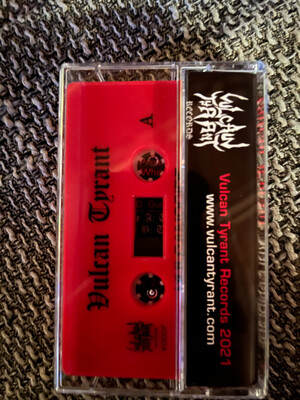 Vulcan Tyrant
A
VULCAN
TYRANT
RECORDS
Vulcan Tyrant Records 2021
www.vulcantyrant.com